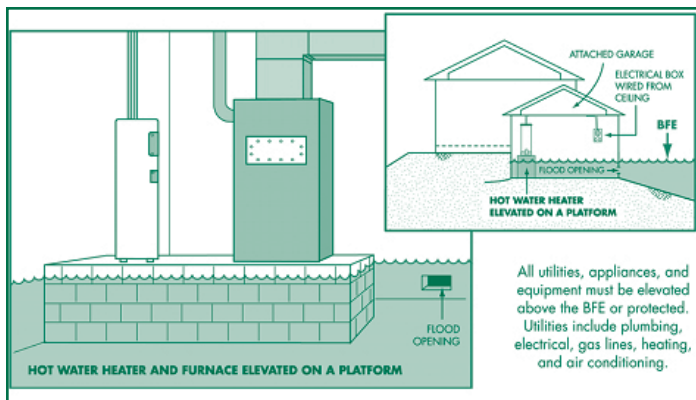 ATTACHED GARAGE
ELECTRICAL BOX
WIRED FROM
CEILING
BFE
FLOOD OPENING
HOT WATER HEATER
ELEVATED ON A PLATFORM
All utilities, appliances, and
equipment must be elevated
above the BFE or protected.
Utilities include plumbing,
electrical, gas lines, heating,
and air conditioning.
FLOOD
OPENING
HOT WATER HEATER AND FURNACE ELEVATED ON A PLATFORM